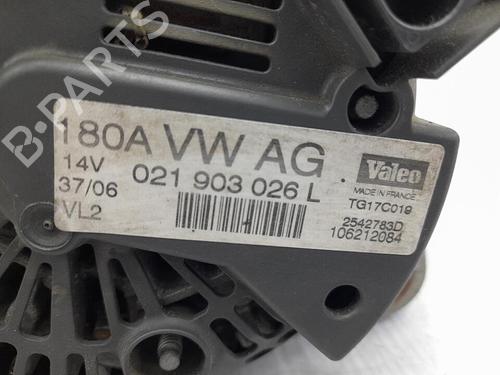 B-PARTS
180A VW AG
14V 021 903 026 L
37/06
VL2
Valeo
MADE IN FRANCE
TG17C019
2542783D
106212084